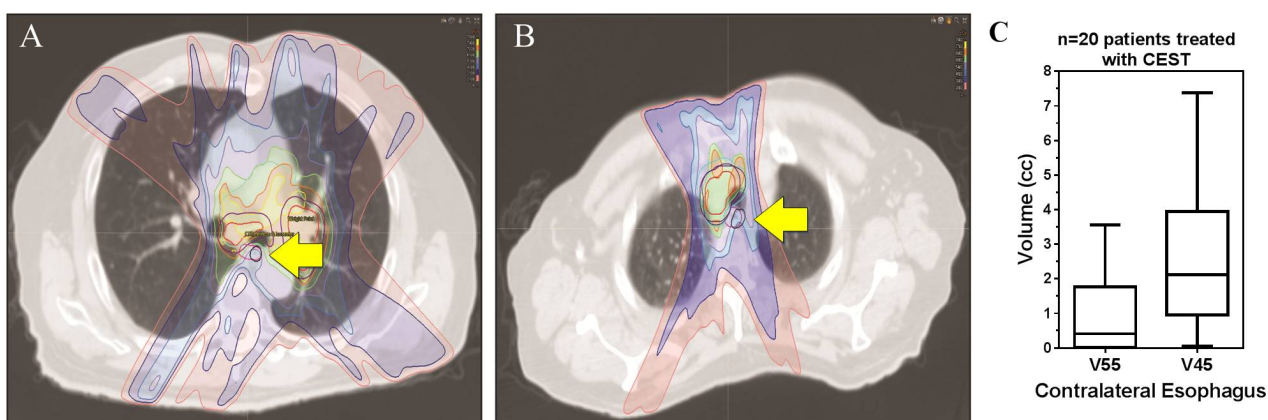 A
B
C
n=20 patients treated
with CEST
8
7
6
5
4
3
2
1
0
Volume (cc)
V55
V45
Contralateral Esophagus